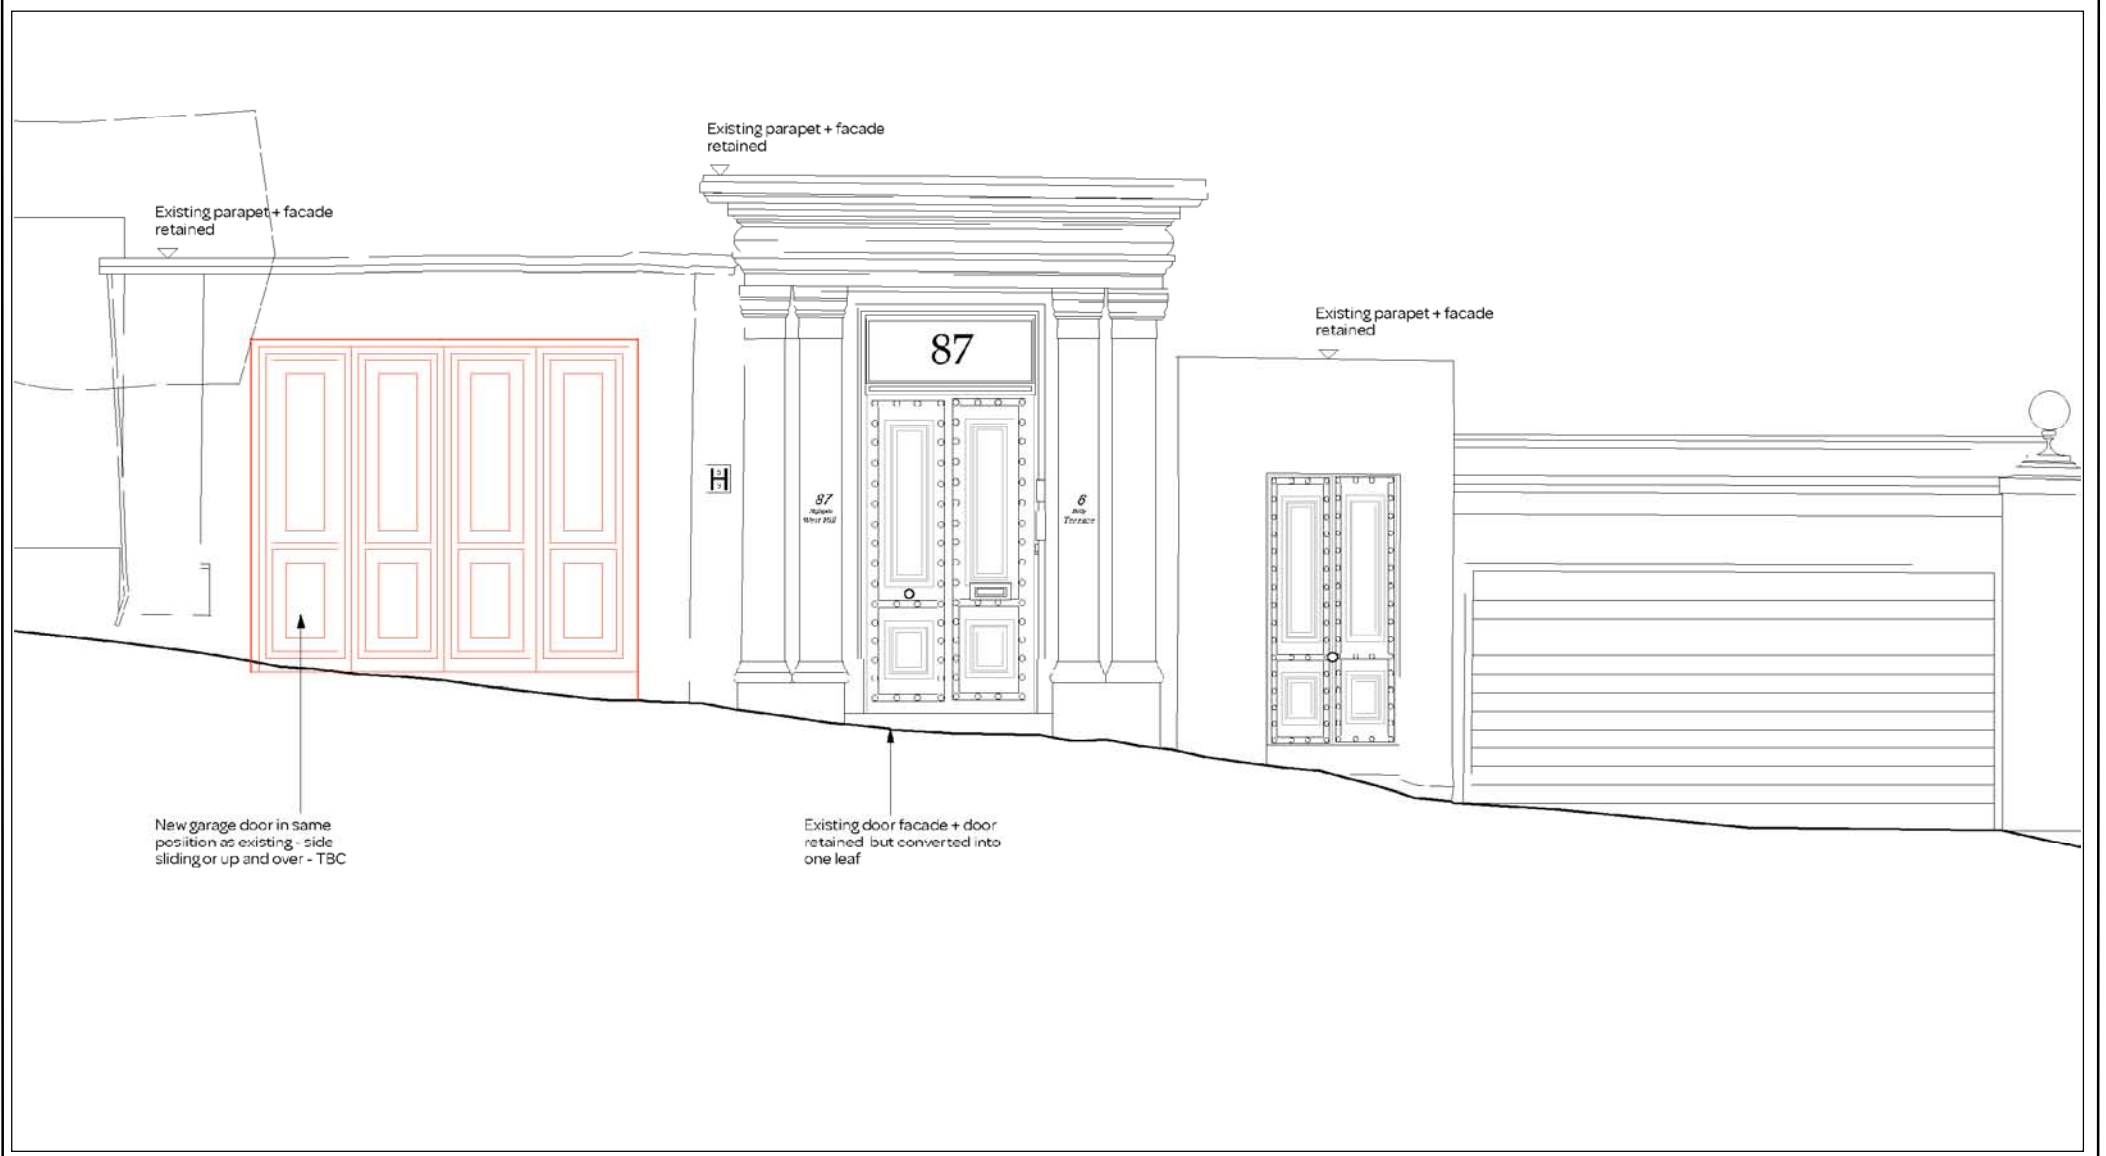 Existing parapet + facade
retained
Existing parapet + facade
retained
Existing parapet + facade
retained
87
H
87
West Hill
6
Terrace
New garage door in same
posiition as existing - side
sliding or up and over - TBC
Existing door facade + door
retained but converted into
one leaf